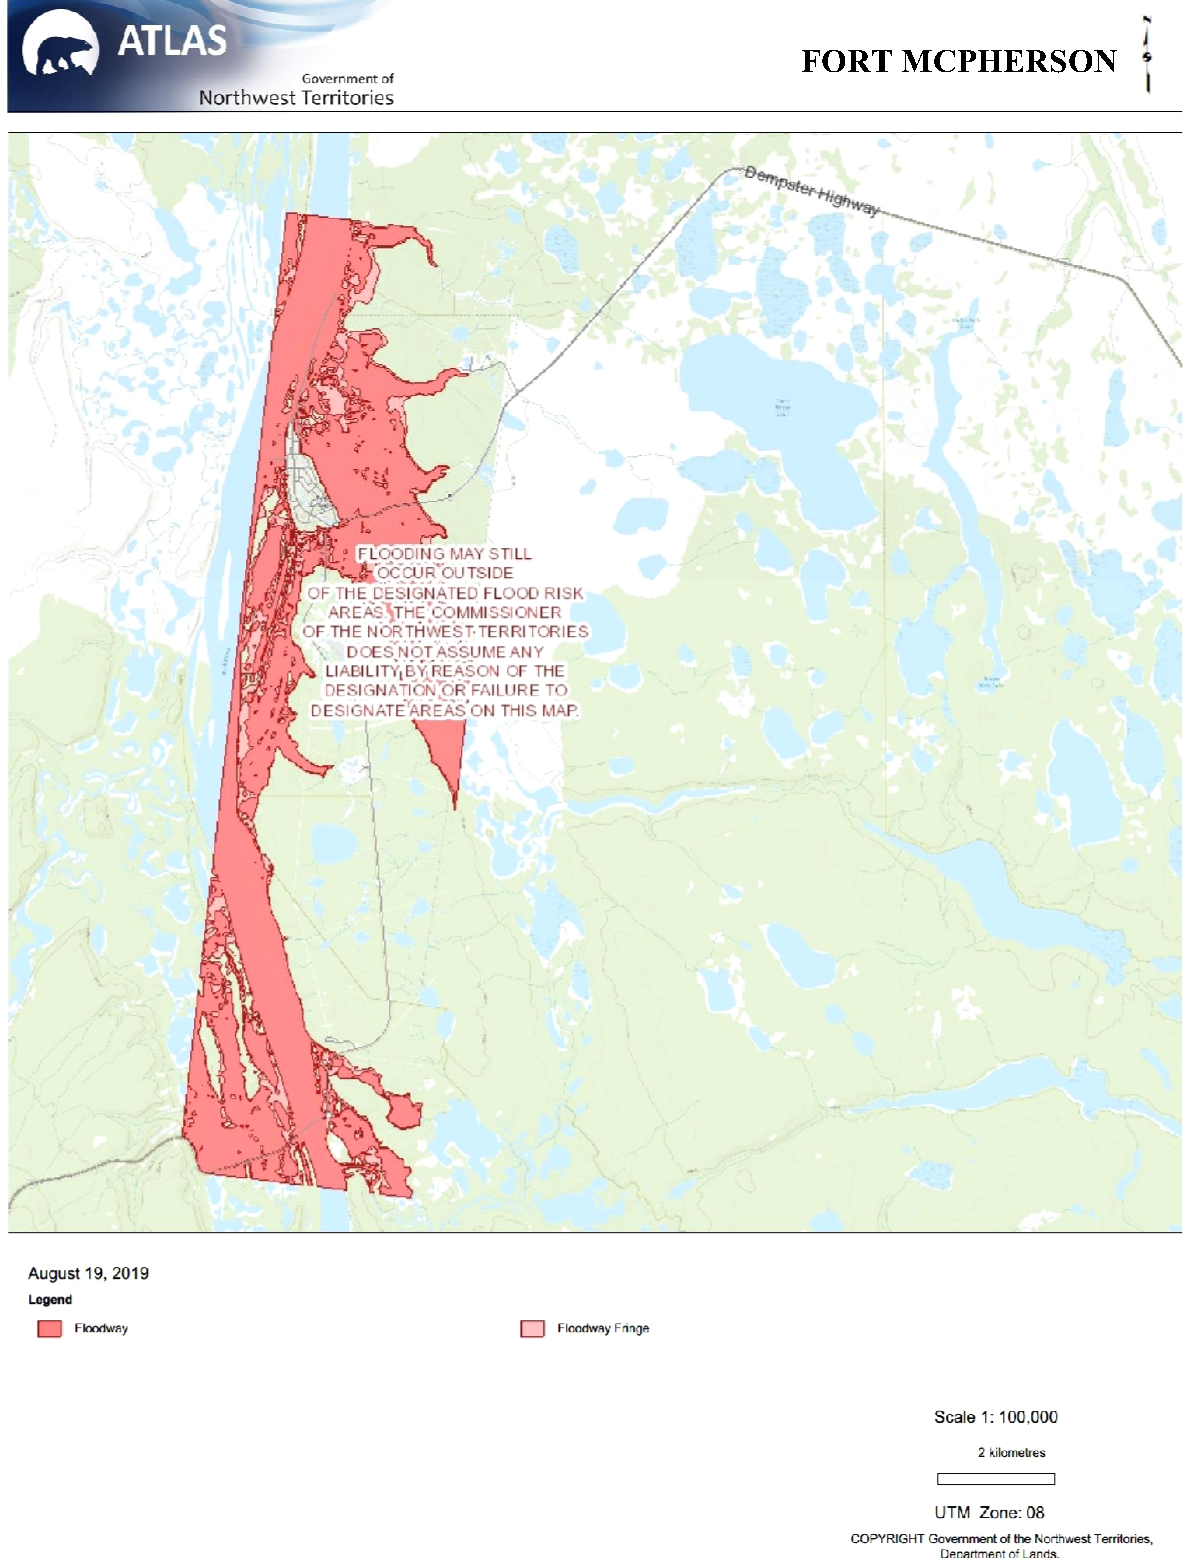 ATLAS
Government of
Northwest Territories
FORT MCPHERSON
N
Dempster Highway
FLOODING MAY STILL
OCCUR OUTSIDE
OF THE DESIGNATED FLOOD RISK
AREAS. THE COMMISSIONER
OF THE NORTHWEST TERRITORIES
DOES NOT ASSUME ANY
LIABILITY BY REASON OF THE
DESIGNATION OR FAILURE TO
DESIGNATE AREAS ON THIS MAP.
August 19, 2019
Legend
Floodway
Floodway Fringe
Scale 1: 100,000
2 kilometres
UTM Zone: 08
COPYRIGHT Government of the Northwest Territories,
Department of Lands.